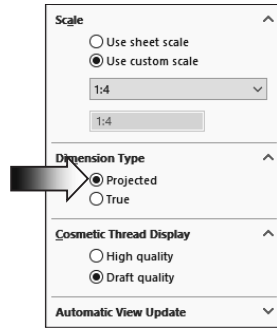 Scale
Use sheet scale
Use custom scale
1:4
1:4
Dimension Type
Projected
True
Cosmetic Thread Display
High quality
Draft quality
Automatic View Update